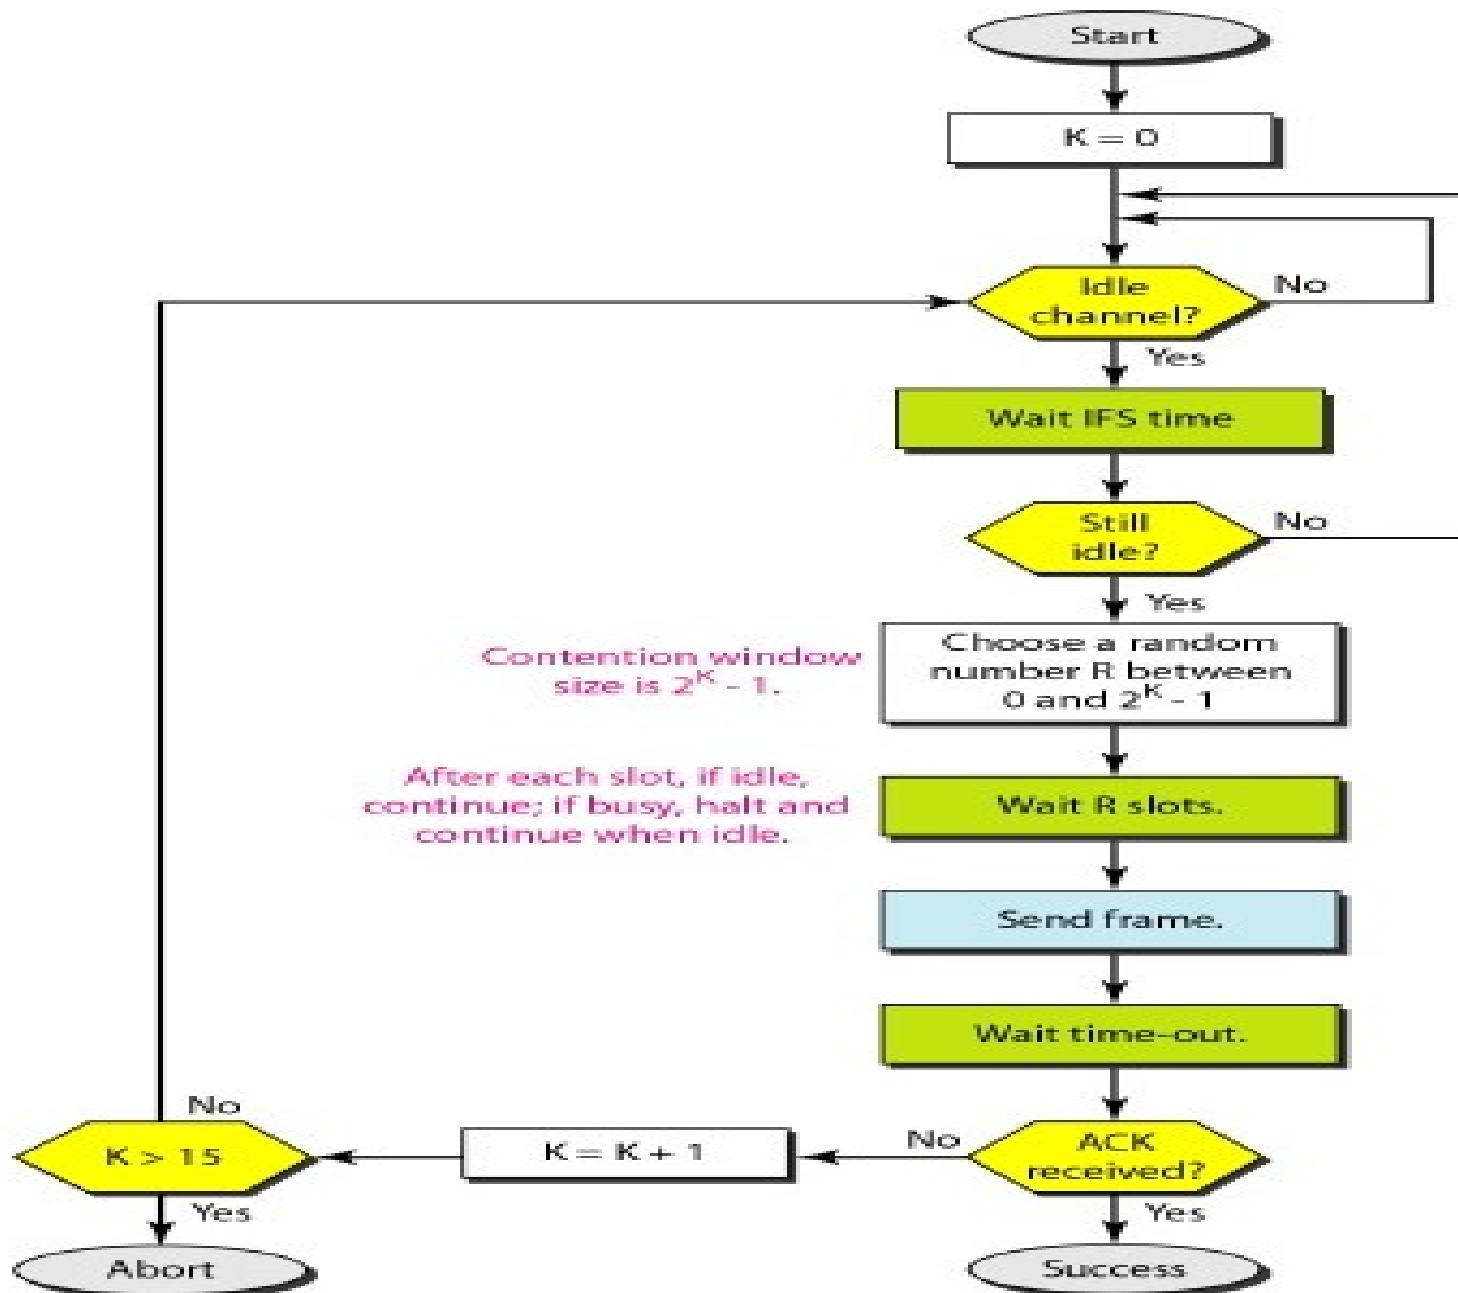 Start
K = 0
Idle
channel?
No
Yes
Wait IFS time
Still
idle?
No
Yes
Contention window
size is 2^K - 1.
Choose a random
number R between
0 and 2^K - 1
After each slot, if idle,
continue; if busy, halt and
continue when idle.
Wait R slots.
Send frame.
Wait time-out.
ACK
received?
No
Yes
K = K + 1
K > 15
No
Yes
Abort
Success